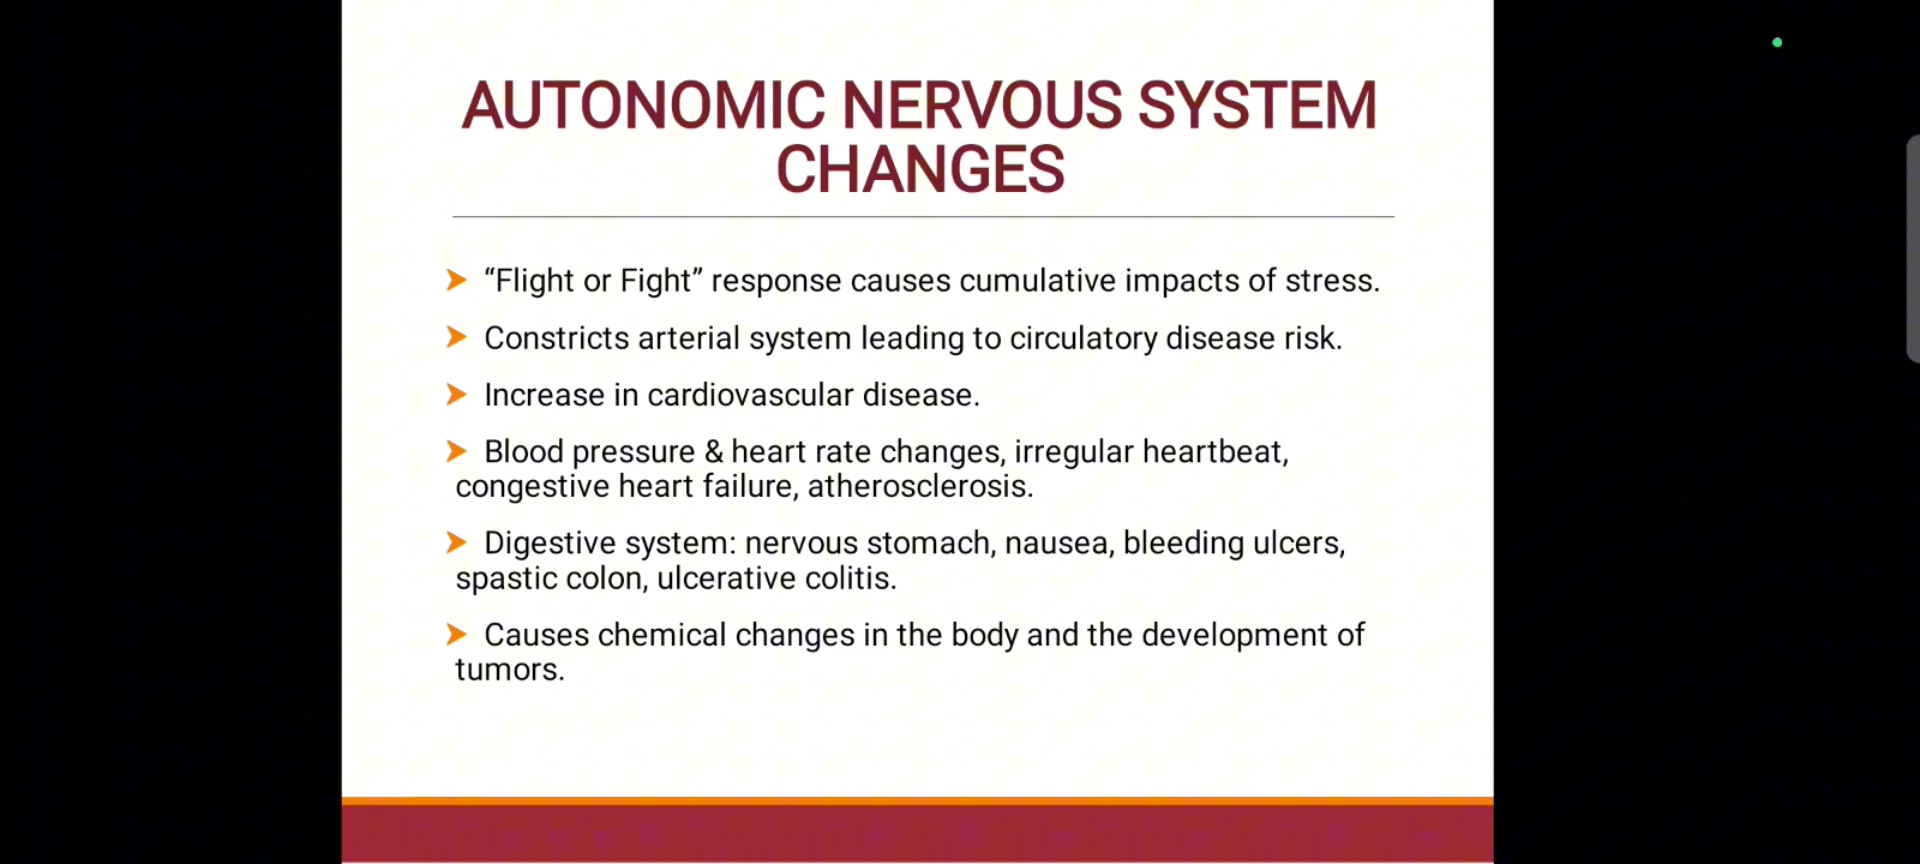 AUTONOMIC NERVOUS SYSTEM
CHANGES
➤ “Flight or Fight” response causes cumulative impacts of stress.
➤ Constricts arterial system leading to circulatory disease risk.
➤ Increase in cardiovascular disease.
➤ Blood pressure & heart rate changes, irregular heartbeat,
congestive heart failure, atherosclerosis.
➤ Digestive system: nervous stomach, nausea, bleeding ulcers,
spastic colon, ulcerative colitis.
➤ Causes chemical changes in the body and the development of
tumors.